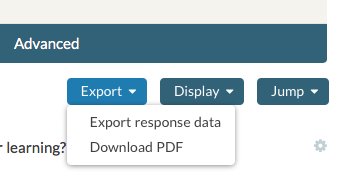 Advanced
Export Display Jump
Export response data
Download PDF
r learning?